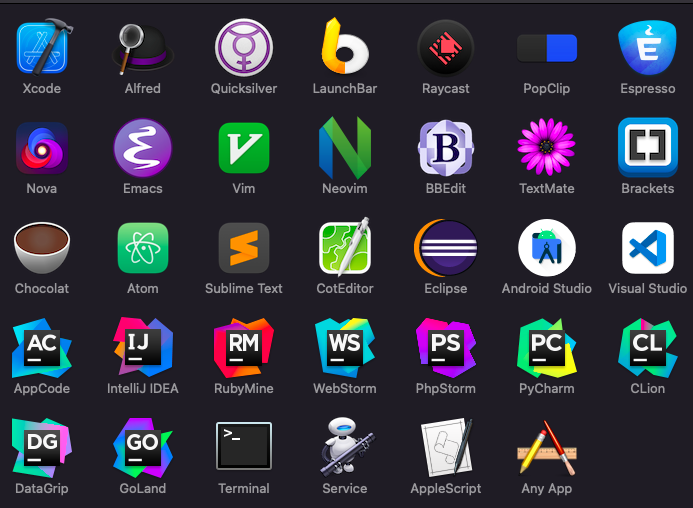 Xcode
Alfred
Quicksilver
LaunchBar
Raycast
PopClip
Espresso
Nova
Emacs
V
Vim
Neovim
B
BBEdit
TextMate
[ ]
Brackets
Chocolat
Atom
Sublime Text
CotEditor
Eclipse
Android Studio
Visual Studio
AC
AppCode
IJ
IntelliJ IDEA
RM
RubyMine
WS
WebStorm
PS
PhpStorm
PC
PyCharm
CL
CLion
DG
DataGrip
GO
GoLand
>_
Terminal
Service
AppleScript
Any App